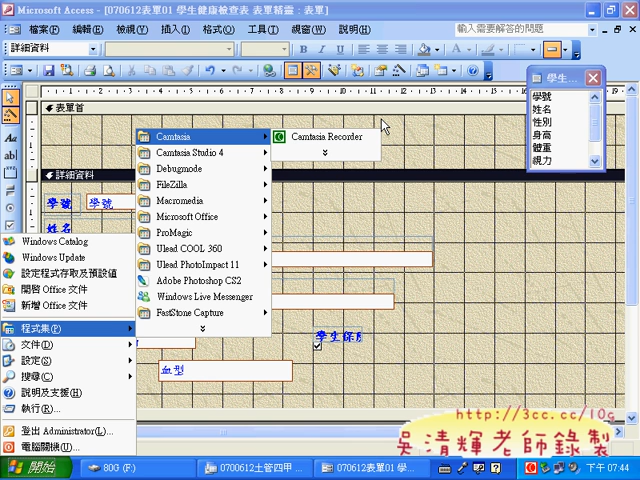 Microsoft Access - [070612表單01 學生健康檢查表 表單精靈 : 表單]
檔案(F) 編輯(E) 檢視(V) 插入(I) 格式(O) 工具(T) 視窗(W) 說明(H) 輸入需要解答的問題
詳細資料
學生...
學號
姓名
性別
身高
體重
視力
表單首
詳細資料
學號 學號
姓名
血型
Camtasia
Camtasia Studio 4
Debugmode
FileZilla
Macromedia
Microsoft Office
ProMagic
Ulead COOL 360
Ulead PhotoImpact 11
Adobe Photoshop CS2
Windows Live Messenger
FastStone Capture
Camtasia Recorder
Windows Catalog
Windows Update
設定程式存取及預設值
開啟 Office 文件
新增 Office 文件
程式集(P)
文件(D)
設定(S)
搜尋(C)
說明及支援(H)
執行(R)...
登出 Administrator(L)...
電腦關機(U)...
http://3cc.cc/10g
吳清輝老師錄製
開始 80G (F:) 070612土管四甲 070612表單01 學... 下午 07:44